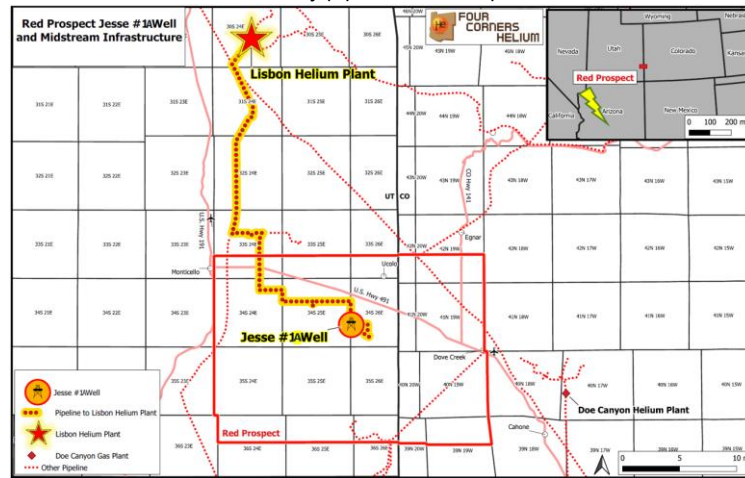 Red Prospect Jesse #1AWell
and Midstream Infrastructure
FOUR
CORNERS
HELIUM
He
Wyoming
Nebraska
Nevada
Utah
Colorado
Kansas
Red Prospect
California
Arizona
New Mexico
0 100 200 m
Lisbon Helium Plant
UT CO
CO Hwy 141
U.S. Hwy 191
Egnar
Monticello
Ucolo
U.S. Hwy 491
Jesse #1AWell
Dove Creek
Doe Canyon Helium Plant
Cahone
Red Prospect
Jesse #1AWell
Pipeline to Lisbon Helium Plant
Lisbon Helium Plant
Doe Canyon Gas Plant
Other Pipeline
0 5 10 m
30S 24E
30S 25E
30S 26E
31S 21E
31S 22E
31S 23E
31S 24E
31S 25E
31S 26E
32S 21E
32S 22E
32S 23E
32S 24E
32S 25E
32S 26E
33S 21E
33S 22E
33S 23E
33S 24E
33S 25E
33S 26E
34S 21E
34S 22E
34S 23E
34S 24E
34S 25E
34S 26E
35S 23E
35S 24E
35S 25E
35S 26E
36S 23E
36S 24E
36S 25E
36S 26E
44N 19W
44N 18W
43N 20W
43N 19W
43N 18W
43N 17W
43N 16W
43N 15W
42N 20W
42N 19W
42N 18W
42N 17W
42N 16W
42N 15W
41N 20W
41N 19W
41N 18W
41N 17W
41N 16W
41N 15W
40N 20W
40N 19W
40N 18W
40N 17W
40N 16W
40N 15W
39N 20W
39N 19W
39N 18W
39N 17W
39N 16W